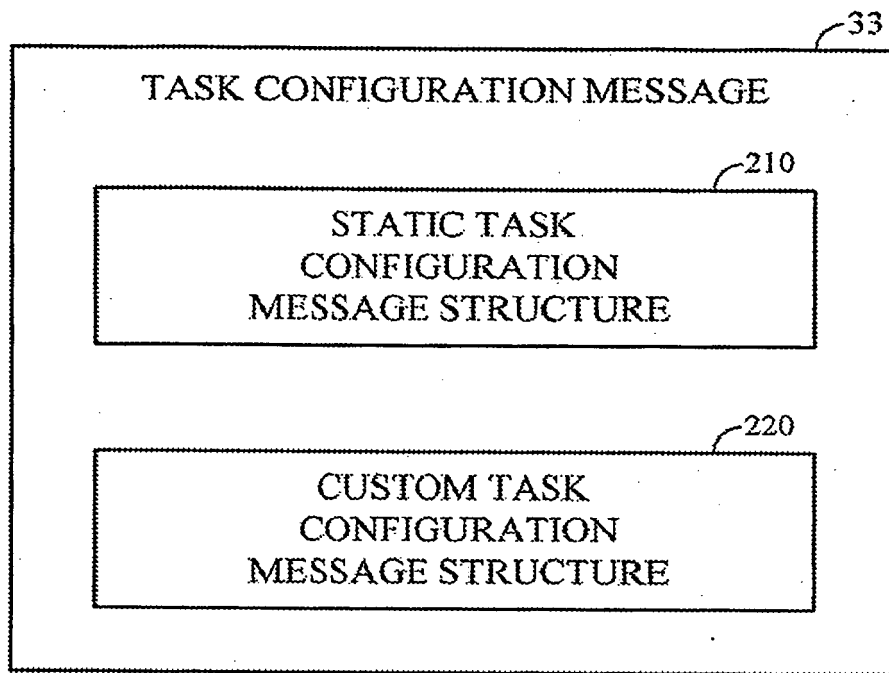 33
TASK CONFIGURATION MESSAGE
210
STATIC TASK
CONFIGURATION
MESSAGE STRUCTURE
220
CUSTOM TASK
CONFIGURATION
MESSAGE STRUCTURE